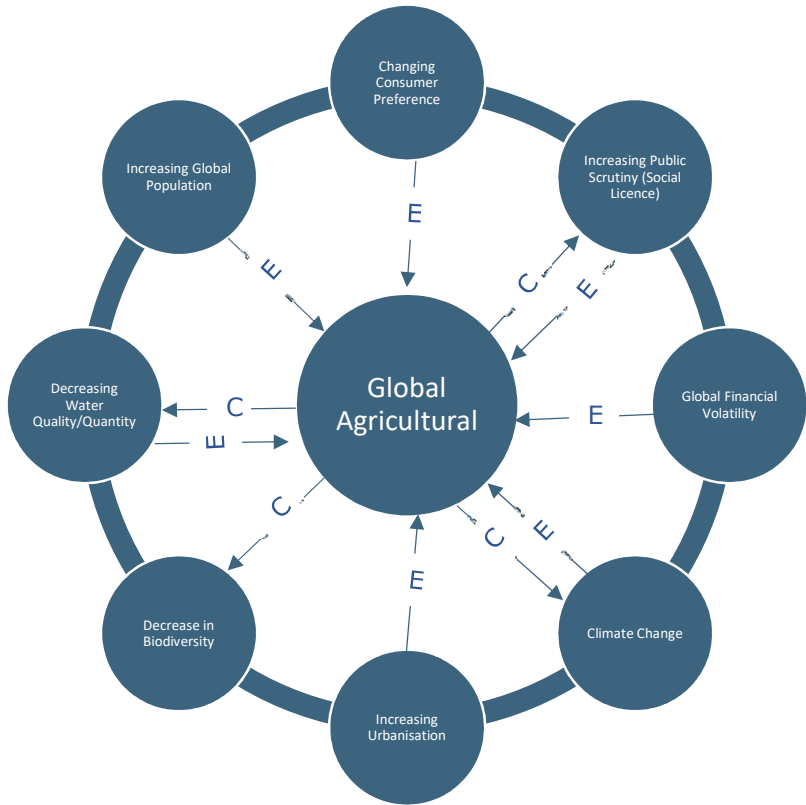 Changing
Consumer
Preference
Increasing Public
Scrutiny (Social
Licence)
Increasing Global
Population
E
E
C
E
Global
Agricultural
Decreasing
Water
Quality/Quantity
C
E
Global Financial
Volatility
E
C
E
C
E
Decrease in
Biodiversity
Climate Change
Increasing
Urbanisation